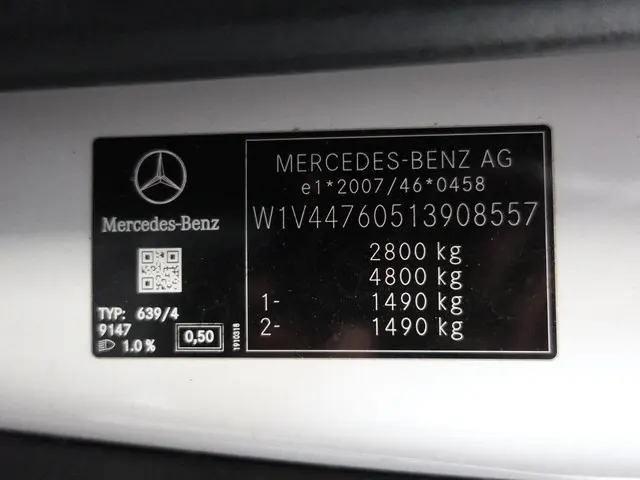 Mercedes-Benz
TYP: 639/4
9147
1.0 %
0,50
1910318
MERCEDES-BENZ AG
e1*2007/46*0458
W1V44760513908557
2800 kg
4800 kg
1- 1490 kg
2- 1490 kg